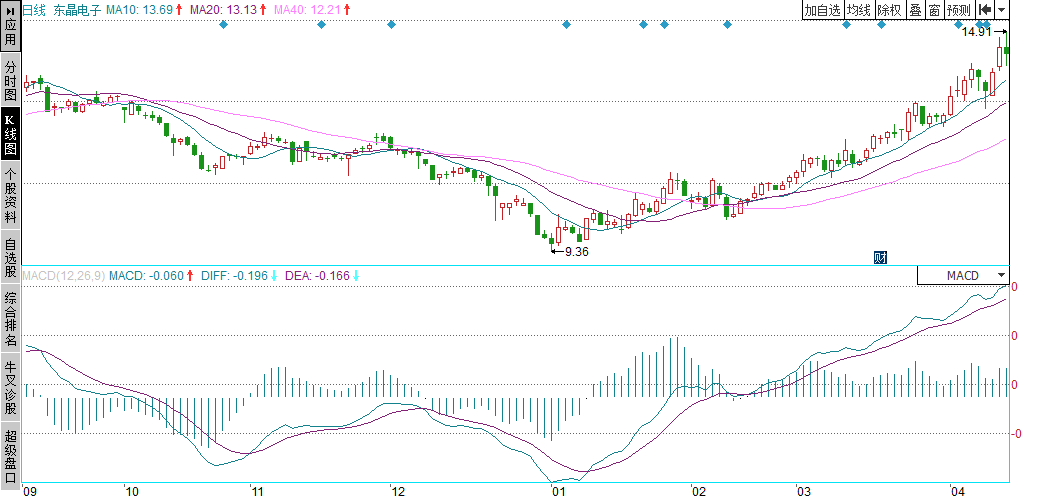 日线 东晶电子 MA10: 13.69 MA20: 13.13 MA40: 12.21
加自选 均线 除权 叠 窗 预测
应用
分时图
K线图
个股资料
自选股
综合排名
牛叉诊股
超级盘口
14.91
9.36
财
MACD(12,26,9) MACD: -0.060 DIFF: -0.196 DEA: -0.166
MACD
0
0
0
-0
09 10 11 12 01 02 03 04